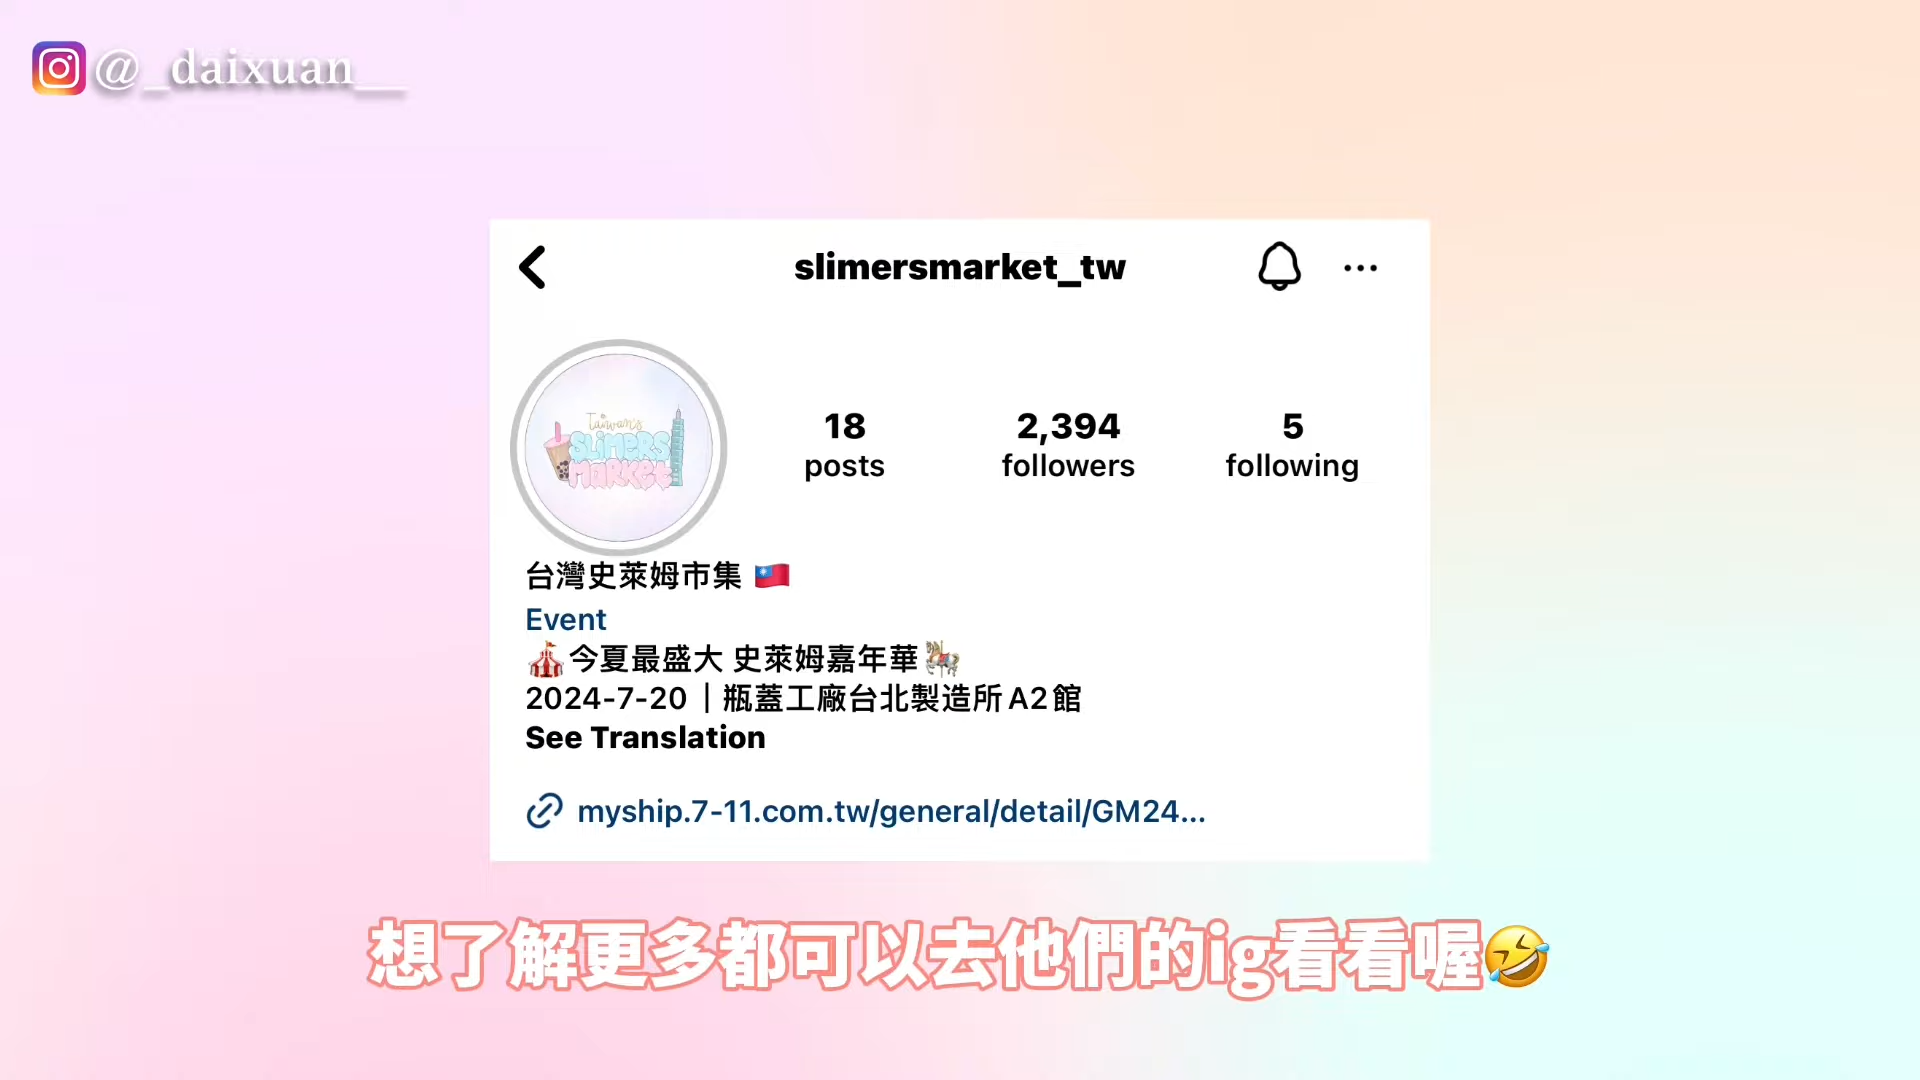 @_daixuan__
slimersmarket_tw
Taiwan's
SLIMERS
MARKET
18
posts
2,394
followers
5
following
台灣史萊姆市集 🇹🇼
Event
🎪今夏最盛大 史萊姆嘉年華🎠
2024-7-20｜瓶蓋工廠台北製造所A2館
See Translation
myship.7-11.com.tw/general/detail/GM24...
想了解更多都可以去他們的ig看看喔🤣